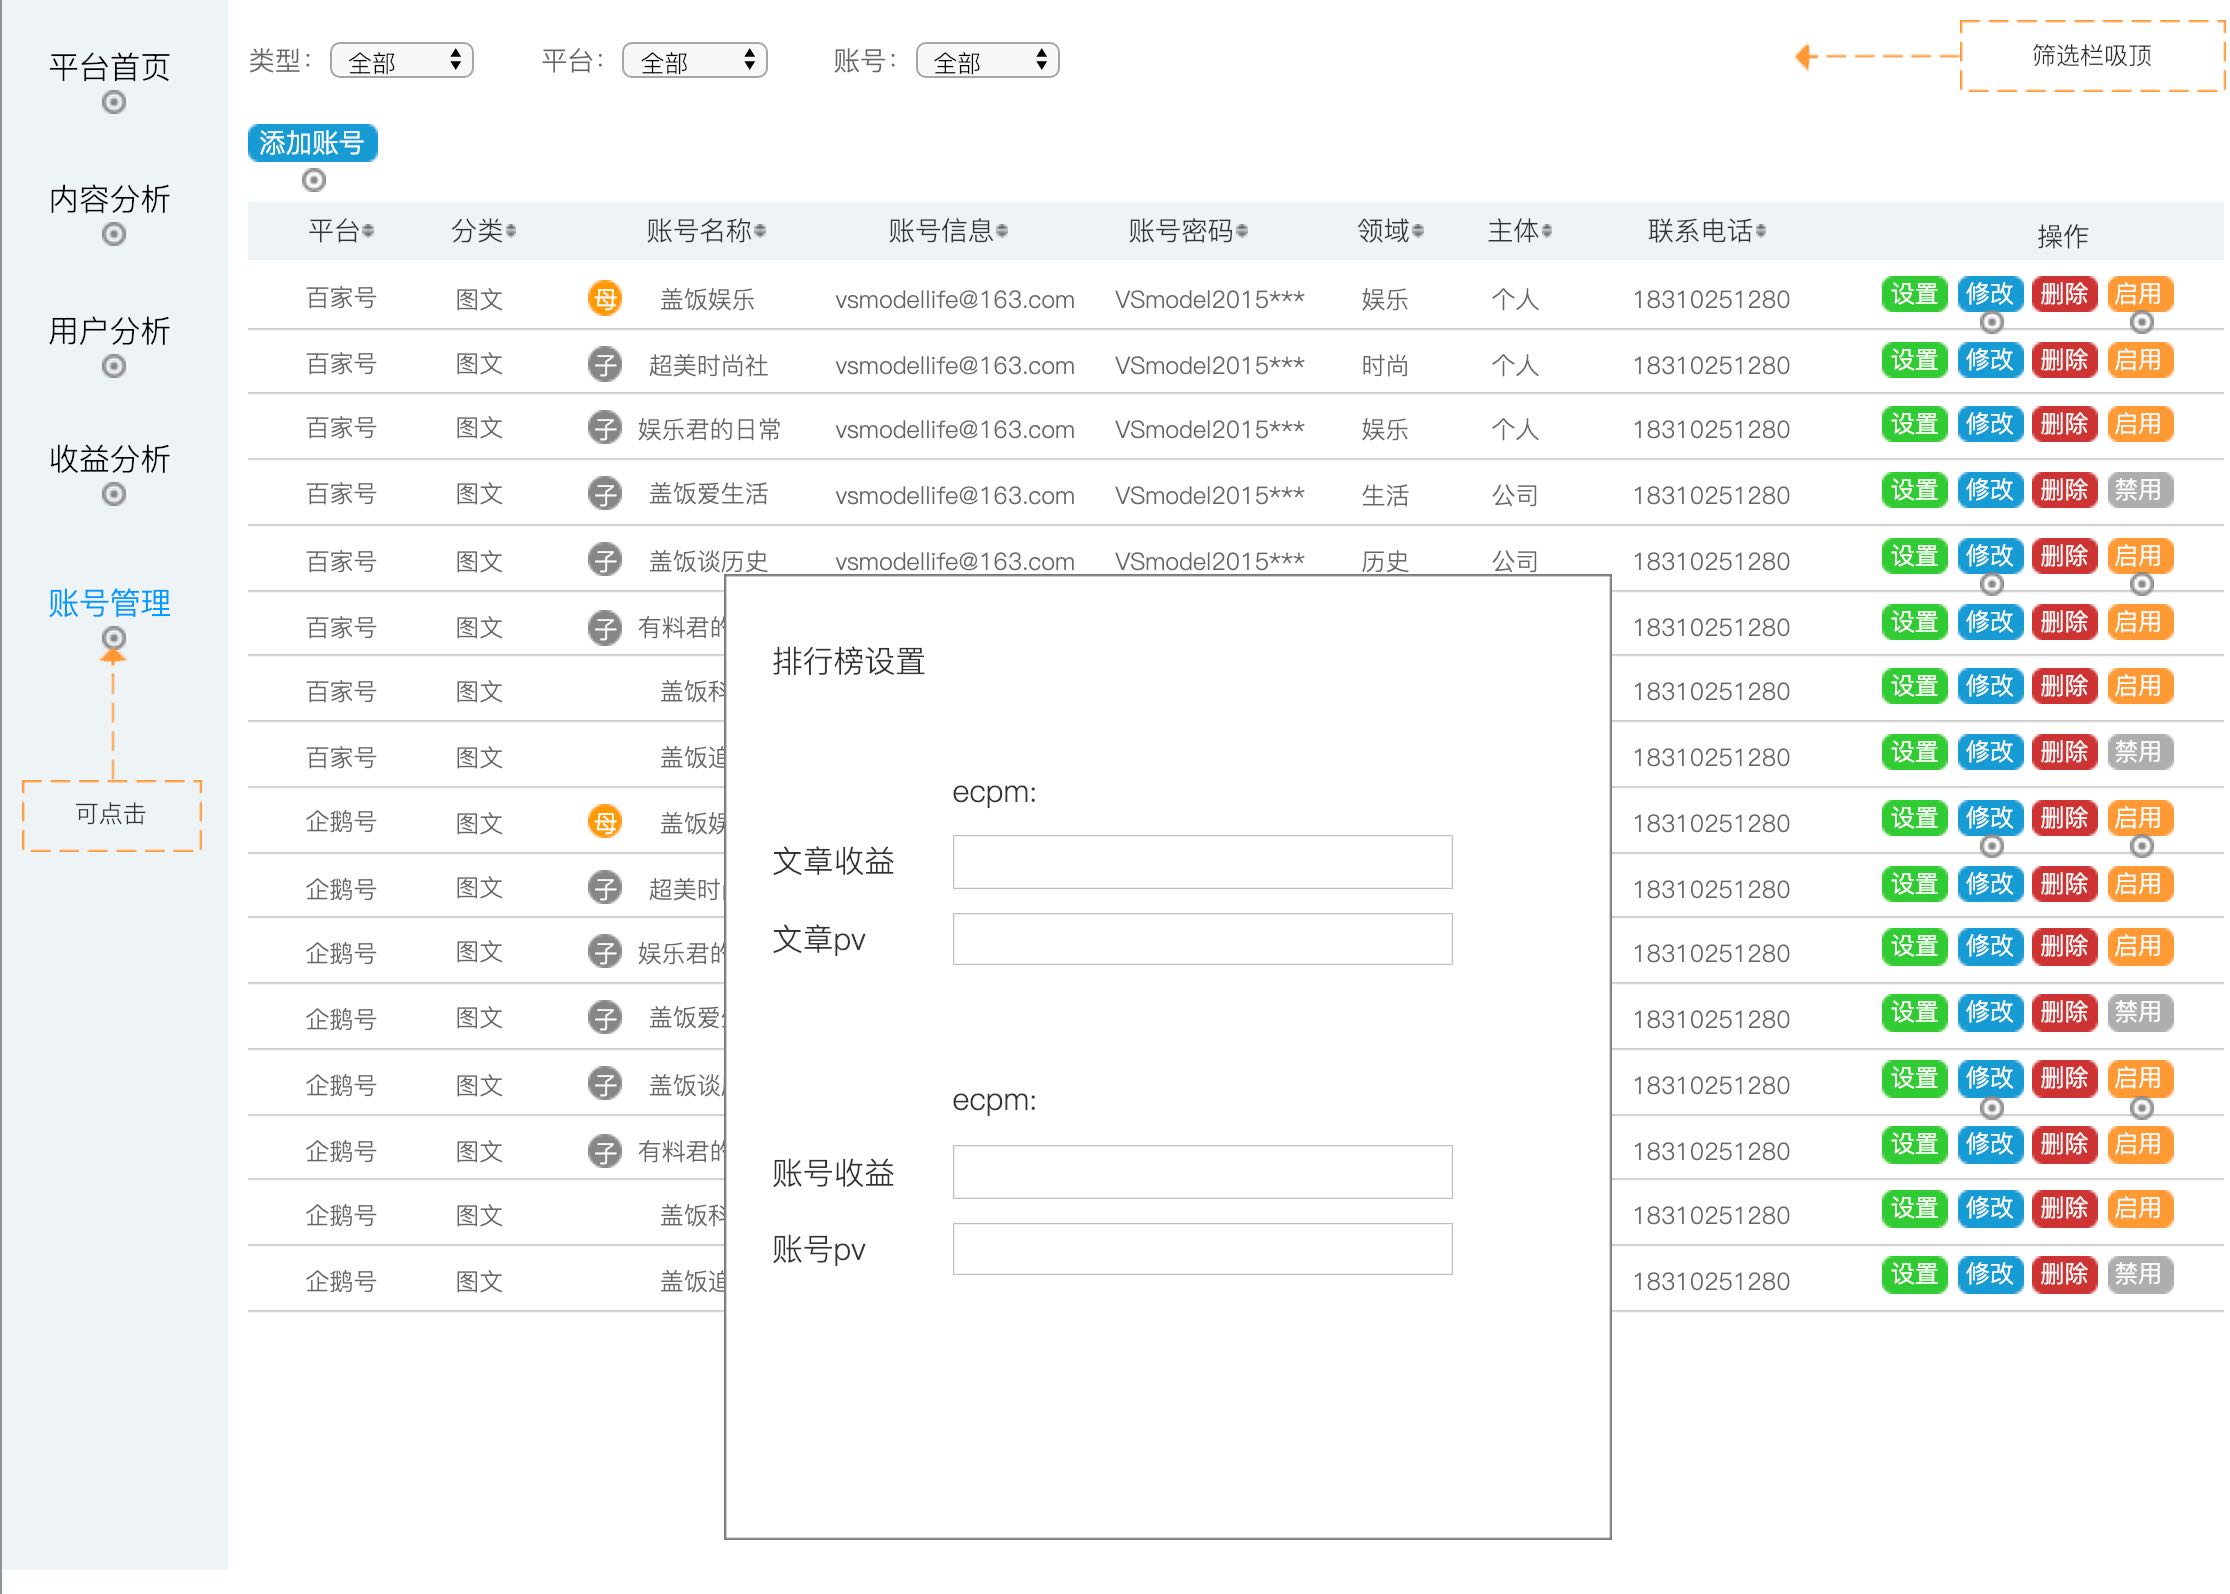 平台首页
内容分析
用户分析
收益分析
账号管理
可点击
类型： 全部 平台： 全部 账号： 全部
筛选栏吸顶
添加账号
平台 分类 账号名称 账号信息 账号密码 领域 主体 联系电话 操作
百家号 图文 母 盖饭娱乐 vsmodellife@163.com VSmodel2015*** 娱乐 个人 18310251280 设置 修改 删除 启用
百家号 图文 子 超美时尚社 vsmodellife@163.com VSmodel2015*** 时尚 个人 18310251280 设置 修改 删除 启用
百家号 图文 子 娱乐君的日常 vsmodellife@163.com VSmodel2015*** 娱乐 个人 18310251280 设置 修改 删除 启用
百家号 图文 子 盖饭爱生活 vsmodellife@163.com VSmodel2015*** 生活 公司 18310251280 设置 修改 删除 禁用
百家号 图文 子 盖饭谈历史 vsmodellife@163.com VSmodel2015*** 历史 公司 18310251280 设置 修改 删除 启用
百家号 图文 子 有料君的 18310251280 设置 修改 删除 启用
百家号 图文 盖饭科 18310251280 设置 修改 删除 启用
百家号 图文 盖饭追 18310251280 设置 修改 删除 禁用
企鹅号 图文 母 盖饭娱 18310251280 设置 修改 删除 启用
企鹅号 图文 子 超美时 18310251280 设置 修改 删除 启用
企鹅号 图文 子 娱乐君的 18310251280 设置 修改 删除 启用
企鹅号 图文 子 盖饭爱 18310251280 设置 修改 删除 禁用
企鹅号 图文 子 盖饭谈 18310251280 设置 修改 删除 启用
企鹅号 图文 子 有料君的 18310251280 设置 修改 删除 启用
企鹅号 图文 盖饭科 18310251280 设置 修改 删除 启用
企鹅号 图文 盖饭追 18310251280 设置 修改 删除 禁用
排行榜设置
ecpm:
文章收益
文章pv
ecpm:
账号收益
账号pv